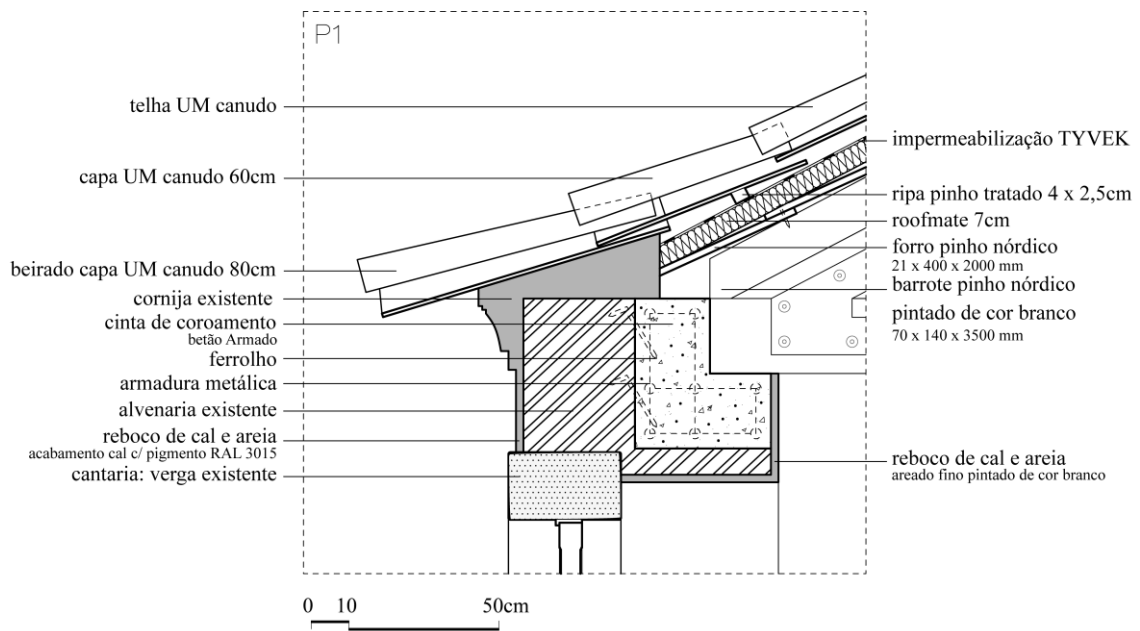 P1
telha UM canudo
capa UM canudo 60cm
beirado capa UM canudo 80cm
cornija existente
cinta de coroamento
betão Armado
ferrolho
armadura metálica
alvenaria existente
reboco de cal e areia
acabamento cal c/ pigmento RAL 3015
cantaria: verga existente
impermeabilização TYVEK
ripa pinho tratado 4 x 2,5cm
roofmate 7cm
forro pinho nórdico
21 x 400 x 2000 mm
barrote pinho nórdico
pintado de cor branco
70 x 140 x 3500 mm
reboco de cal e areia
areado fino pintado de cor branco
0 10 50cm